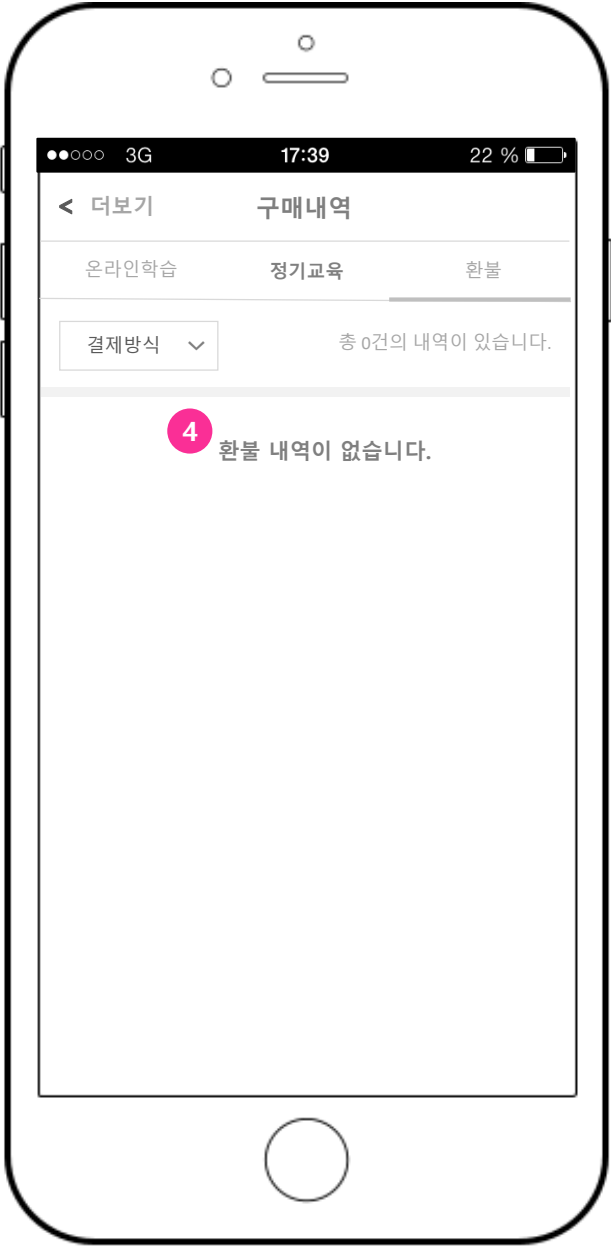 3G 17:39 22 %
< 더보기 구매내역
온라인학습 정기교육 환불
결제방식 총 0건의 내역이 있습니다.
4 환불 내역이 없습니다.